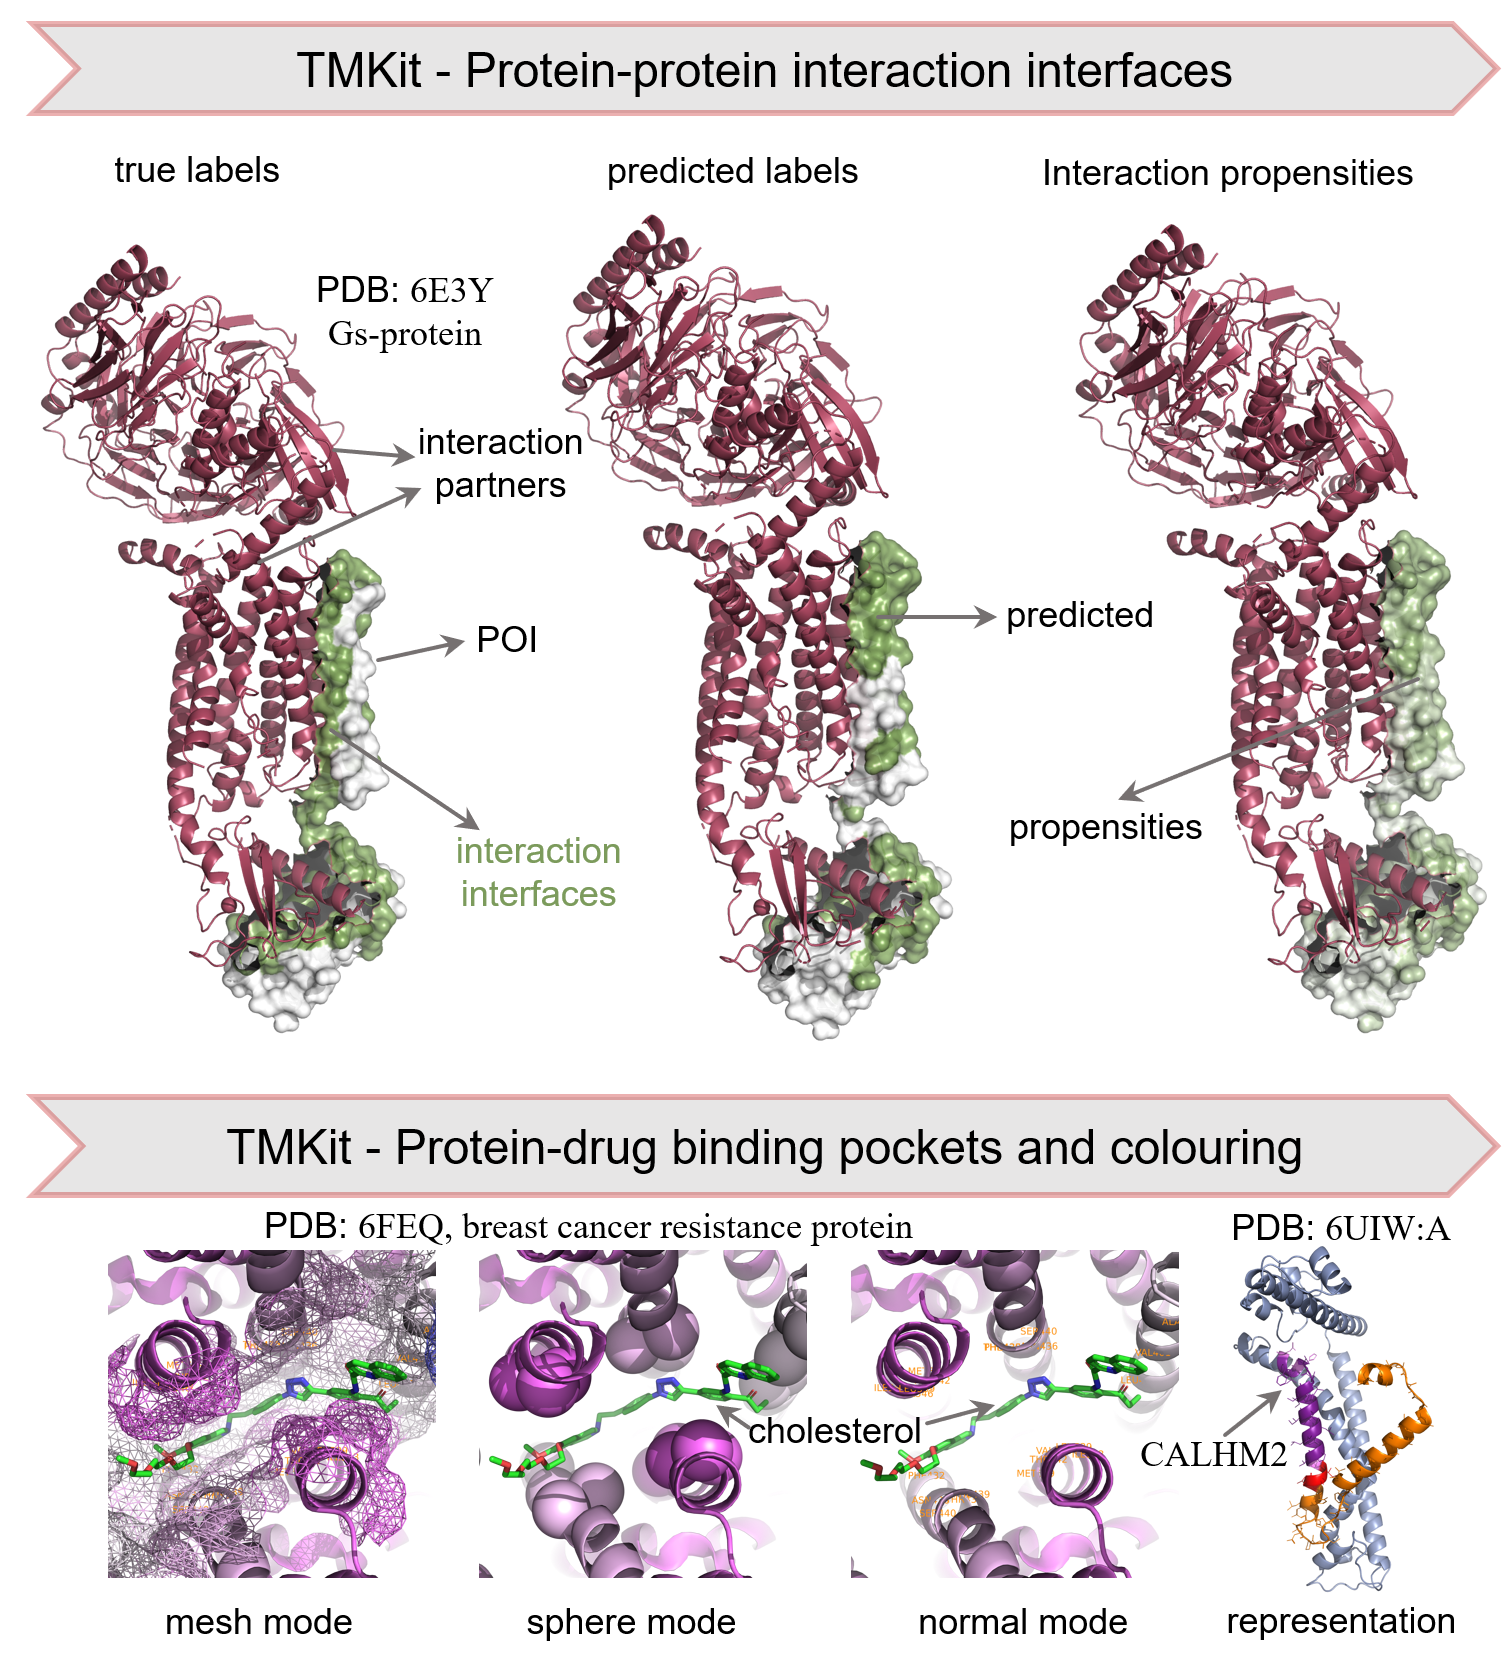 TMKit - Protein-protein interaction interfaces
true labels
predicted labels
Interaction propensities
PDB: 6E3Y
Gs-protein
interaction
partners
POI
predicted
propensities
interaction
interfaces
TMKit - Protein-drug binding pockets and colouring
PDB: 6FEQ, breast cancer resistance protein
PDB: 6UIW:A
SER440
cholesterol
CALHM2
mesh mode
sphere mode
normal mode
representation